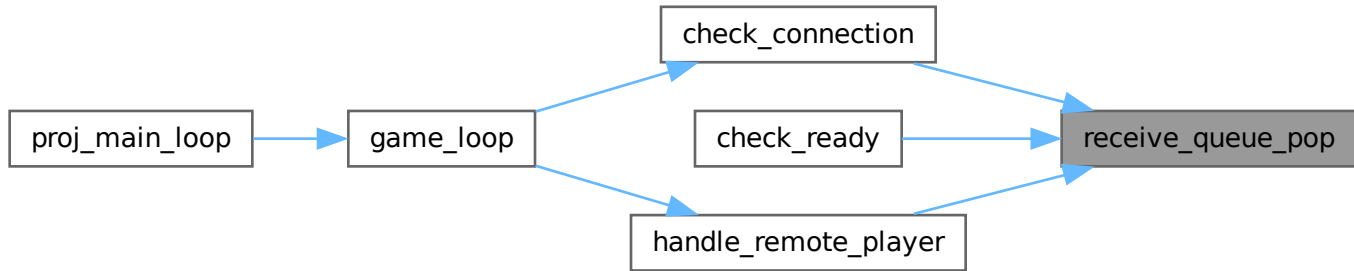 check_connection
proj_main_loop
game_loop
check_ready
receive_queue_pop
handle_remote_player